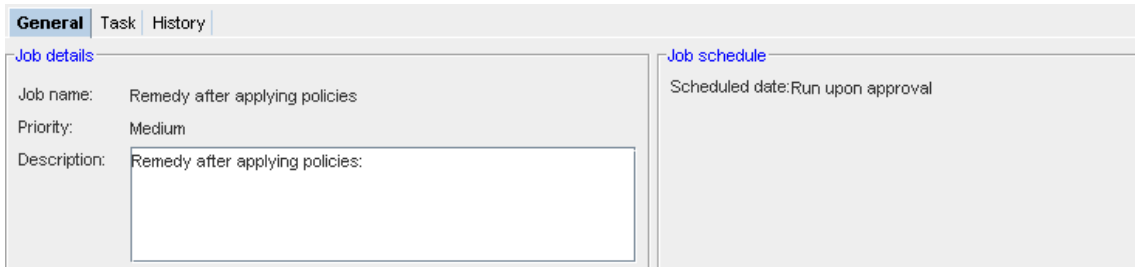 General Task History
Job details
Job name: Remedy after applying policies
Priority: Medium
Description: Remedy after applying policies:
Job schedule
Scheduled date:Run upon approval